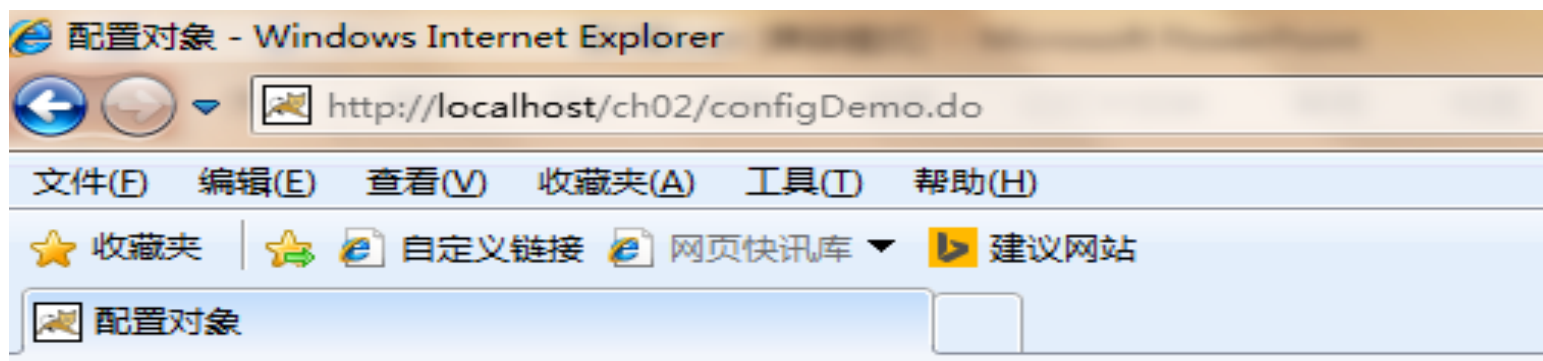 配置对象 - Windows Internet Explorer
http://localhost/ch02/configDemo.do
文件(F) 编辑(E) 查看(V) 收藏夹(A) 工具(T) 帮助(H)
收藏夹 自定义链接 网页快讯库 建议网站
配置对象